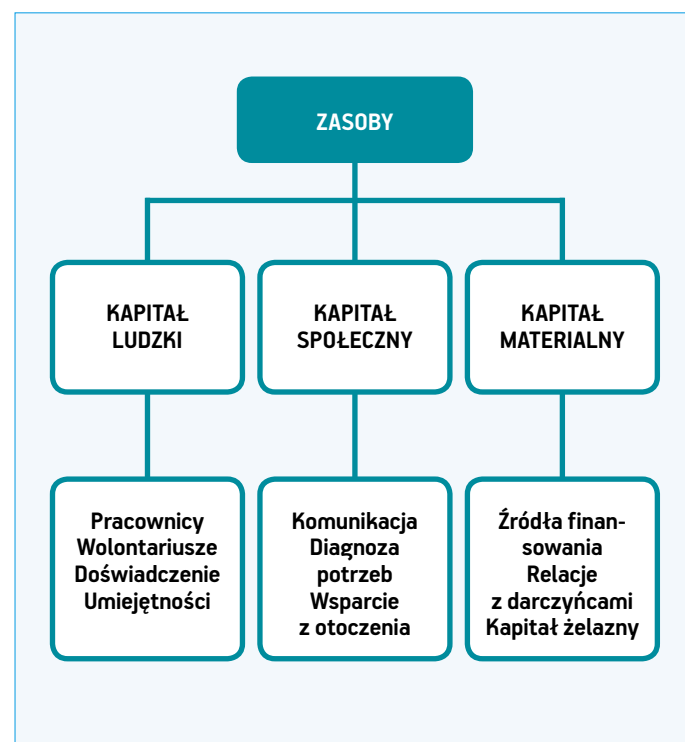 ZASOBY
KAPITAŁ
LUDZKI
KAPITAŁ
SPOŁECZNY
KAPITAŁ
MATERIALNY
Pracownicy
Wolontariusze
Doświadczenie
Umiejętności
Komunikacja
Diagnoza
potrzeb
Wsparcie
z otoczenia
Źródła finan-
sowania
Relacje
z darczyńcami
Kapitał żelazny